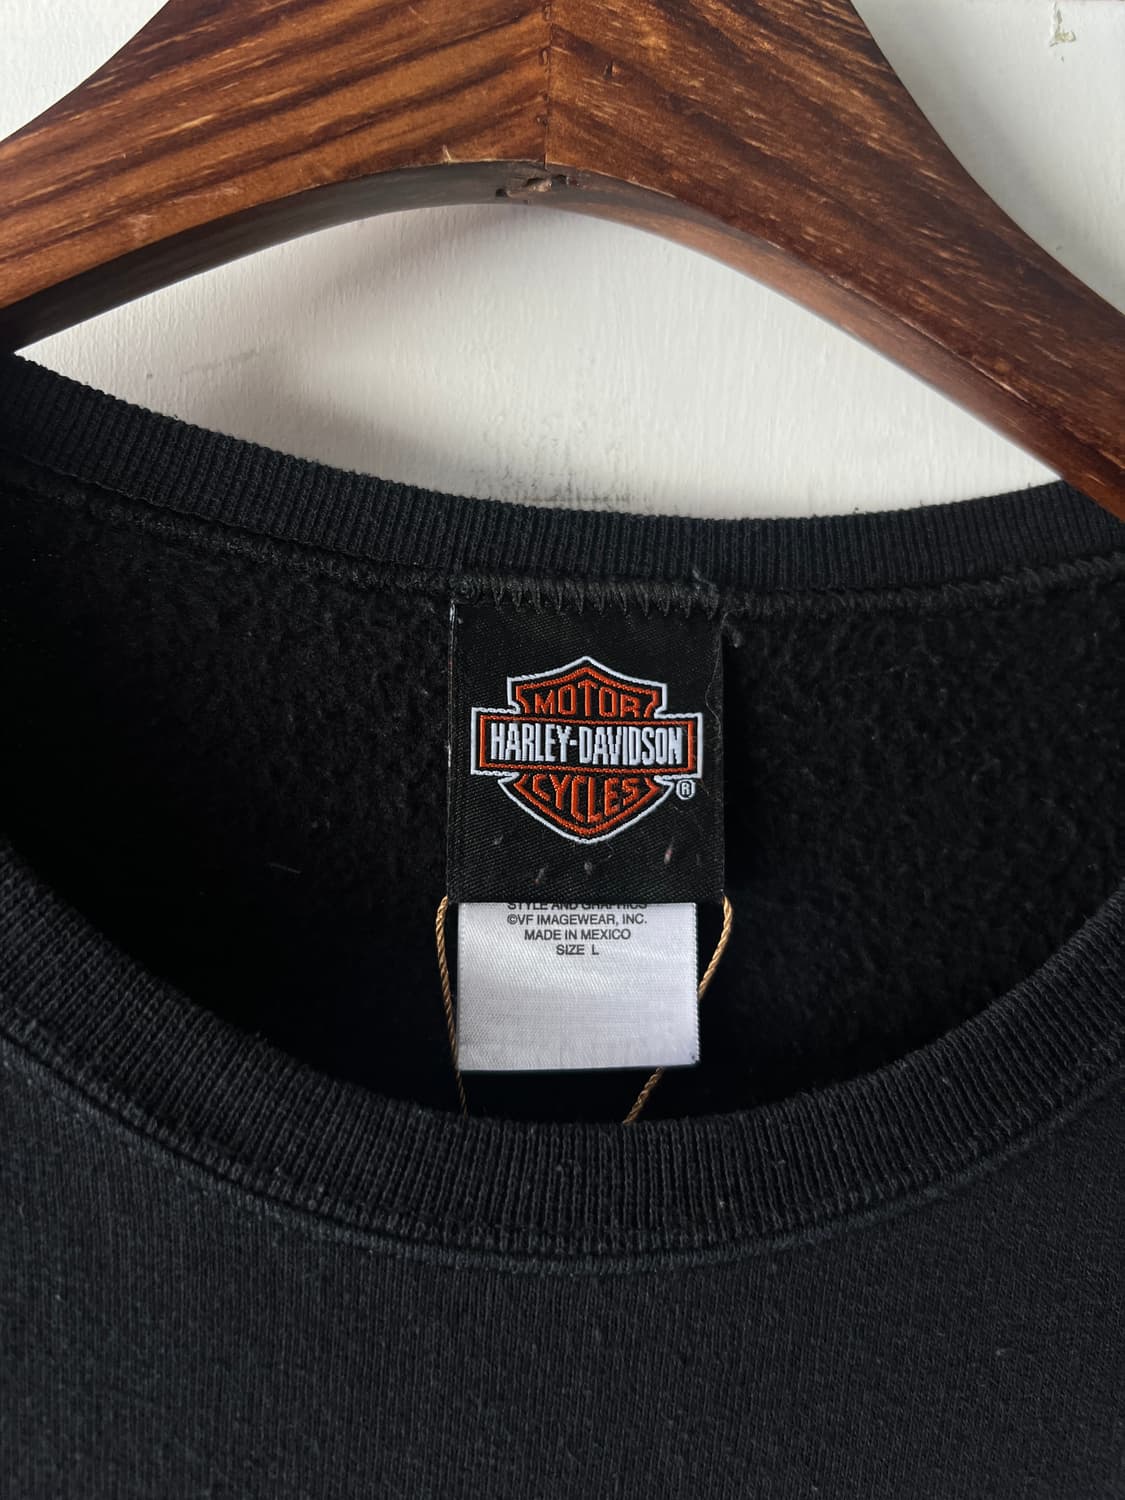 MOTOR
HARLEY-DAVIDSON
CYCLES
®
STYLE AND GRAPHICS
©VF IMAGEWEAR, INC.
MADE IN MEXICO
SIZE L